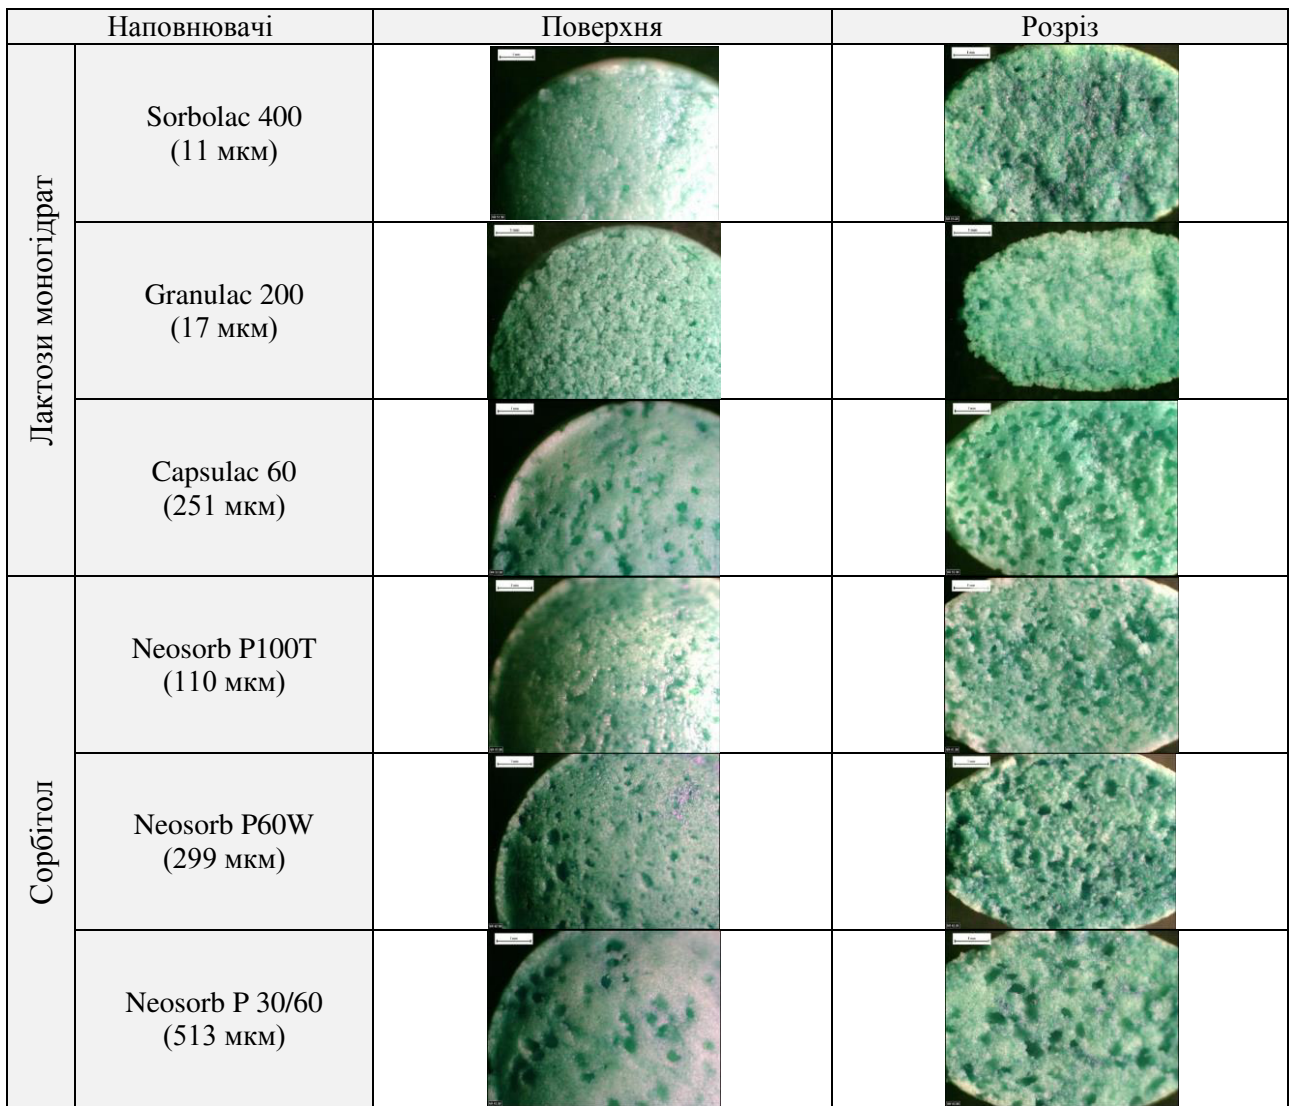 Наповнювачі Поверхня Розріз
Лактози моногідрат
Sorbolac 400
(11 мкм)
Granulac 200
(17 мкм)
Capsulac 60
(251 мкм)
Сорбітол
Neosorb P100T
(110 мкм)
Neosorb P60W
(299 мкм)
Neosorb P 30/60
(513 мкм)